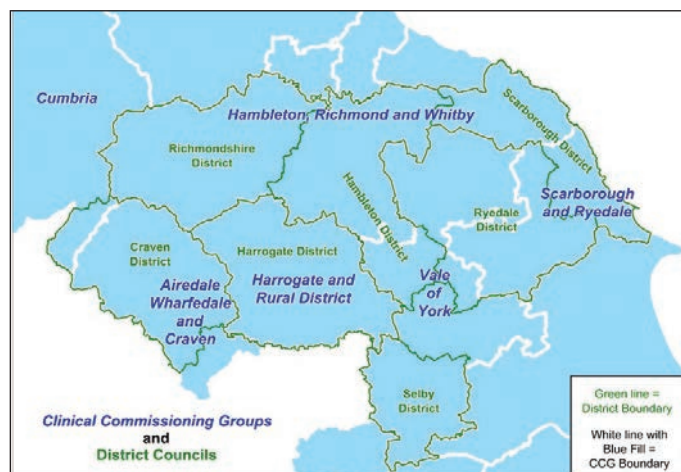 Cumbria
Hambleton, Richmond and Whitby
Scarborough District
Richmondshire
District
Hambleton District
Scarborough
and Ryedale
Ryedale
District
Craven
District
Harrogate District
Airedale
Wharfedale
and
Craven
Harrogate and
Rural District
Vale
of
York
Selby
District
Clinical Commissioning Groups
and
District Councils
Green line =
District Boundary
White line with
Blue Fill =
CCG Boundary